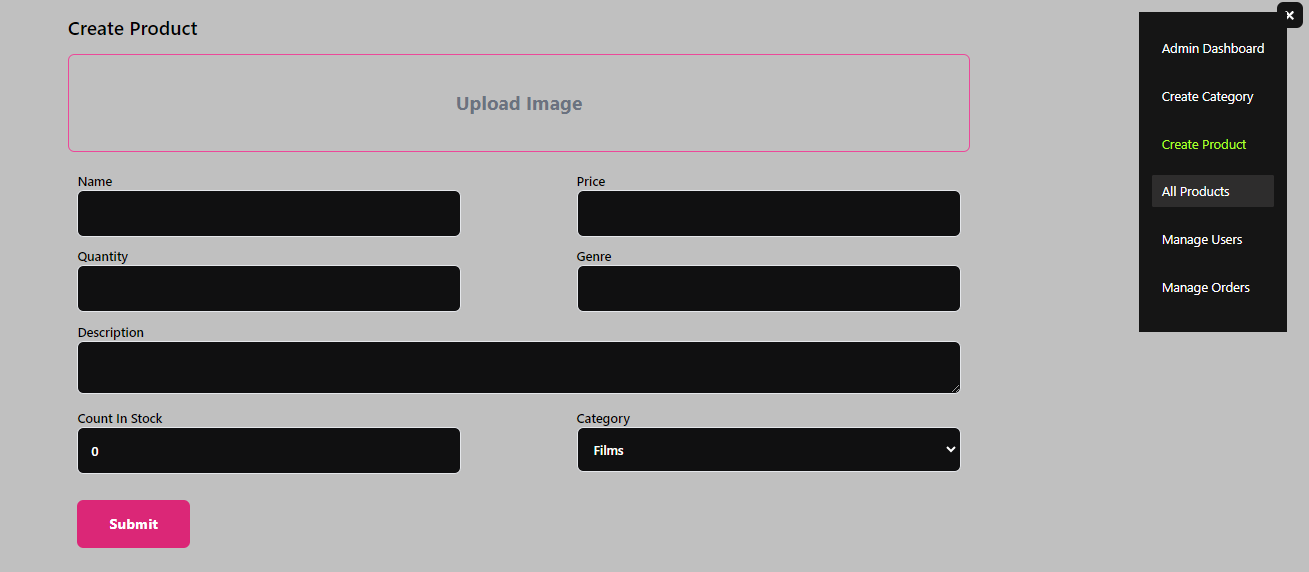 Create Product
Upload Image
Name
Price
Quantity
Genre
Description
Count In Stock
0
Category
Films
Submit
Admin Dashboard
Create Category
Create Product
All Products
Manage Users
Manage Orders